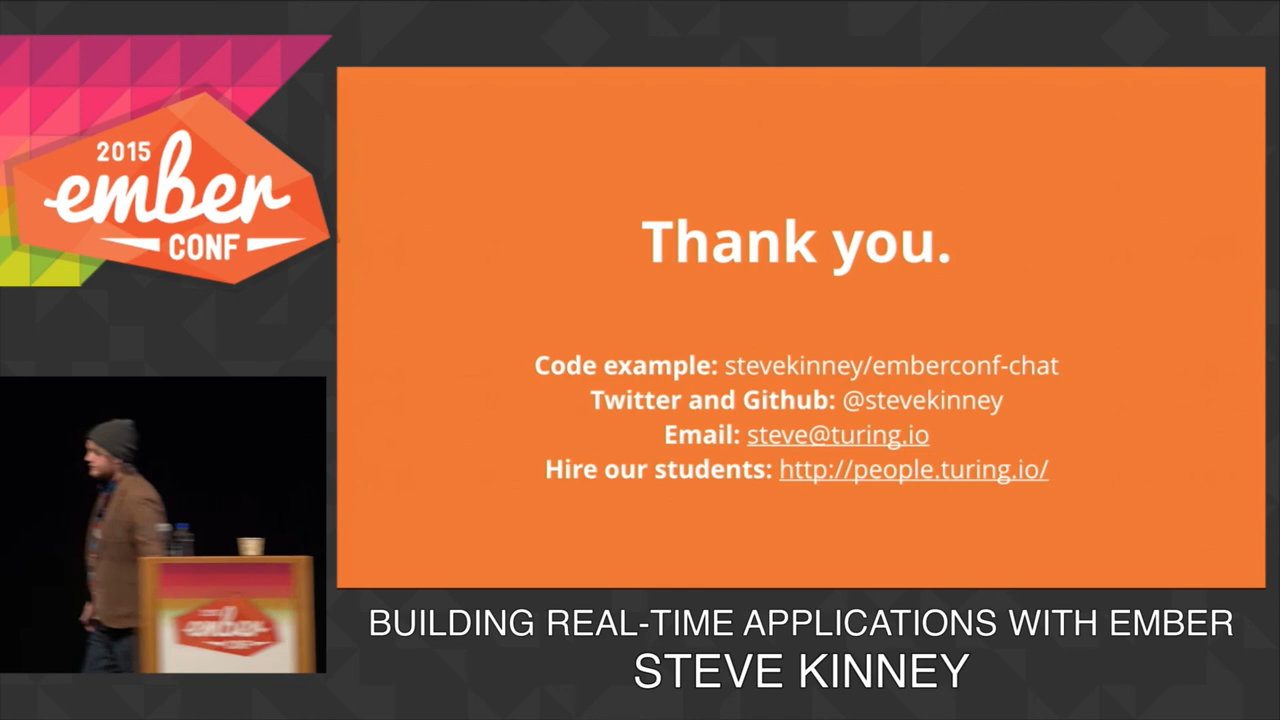 2015
ember
CONF
Thank you.
Code example: stevekinney/emberconf-chat
Twitter and Github: @stevekinney
Email: steve@turing.io
Hire our students: http://people.turing.io/
BUILDING REAL-TIME APPLICATIONS WITH EMBER
STEVE KINNEY